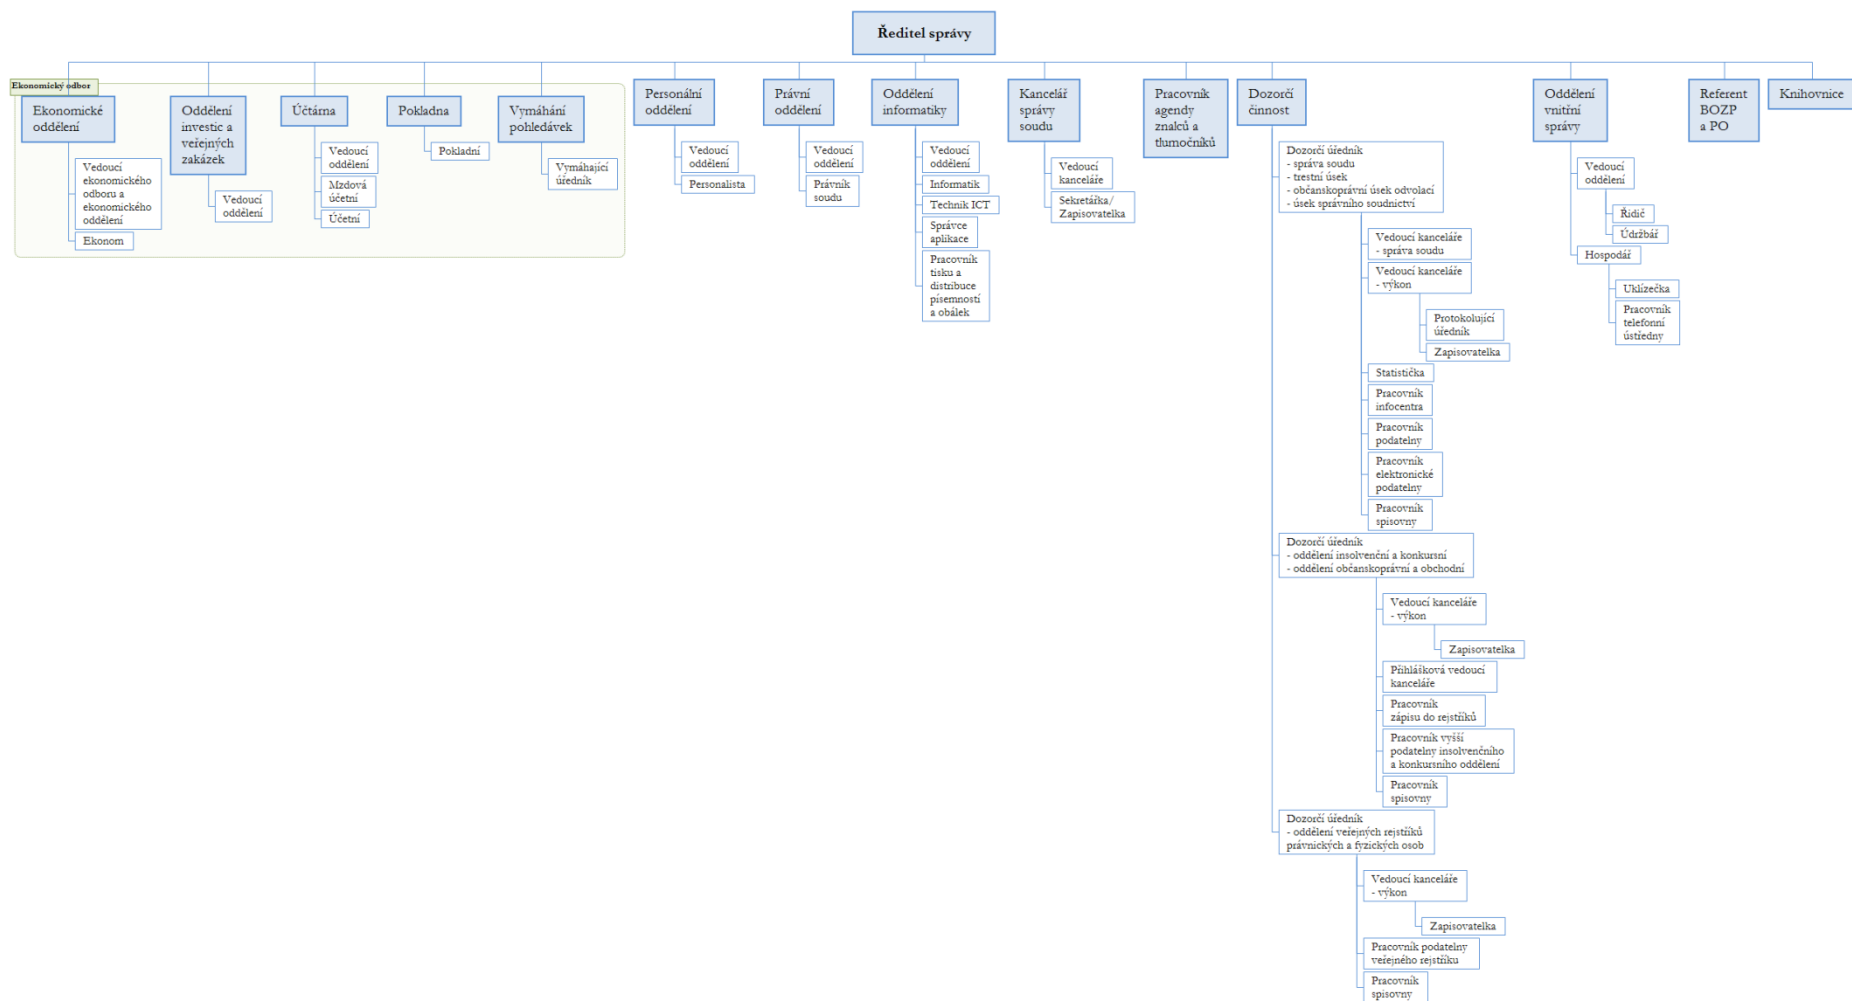 Ředitel správy
Ekonomický odbor
Ekonomické
oddělení
Vedoucí
ekonomického
odboru a
ekonomického
oddělení
Ekonom
Oddělení
investic a
veřejných
zakázek
Vedoucí
oddělení
Účtárna
Vedoucí
oddělení
Mzdová
účetní
Účetní
Pokladna
Pokladní
Vymáhání
pohledávek
Vymáhající
úředník
Personální
oddělení
Vedoucí
oddělení
Personalista
Právní
oddělení
Vedoucí
oddělení
Právník
soudu
Oddělení
informatiky
Vedoucí
oddělení
Informatik
Technik ICT
Správce
aplikace
Pracovník
tisku a
distribuce
písemností
a obálek
Kancelář
správy
soudu
Vedoucí
kanceláře
Sekretářka/
Zapisovatelka
Pracovník
agendy
znalců a
tlumočníků
Dozorčí
činnost
Dozorčí úředník
- správa soudu
- trestní úsek
- občanskoprávní úsek odvolací
- úsek správního soudnictví
Vedoucí kanceláře
- správa soudu
Vedoucí kanceláře
- výkon
Protokolující
úředník
Zapisovatelka
Statistička
Pracovník
infocentra
Pracovník
podatelny
Pracovník
elektronické
podatelny
Pracovník
spisovny
Dozorčí úředník
- oddělení insolvenční a konkursní
- oddělení občanskoprávní a obchodní
Vedoucí kanceláře
- výkon
Zapisovatelka
Přihlášková vedoucí
kanceláře
Pracovník
zápisu do rejstříků
Pracovník vyšší
podatelny insolvenčního
a konkursního oddělení
Pracovník
spisovny
Dozorčí úředník
- oddělení veřejných rejstříků
právnických a fyzických osob
Vedoucí kanceláře
- výkon
Zapisovatelka
Pracovník podatelny
veřejného rejstříku
Pracovník
spisovny
Oddělení
vnitřní
správy
Vedoucí
oddělení
Řidič
Údržbář
Hospodář
Uklízečka
Pracovník
telefonní
ústředny
Referent
BOZP
a PO
Knihovnice